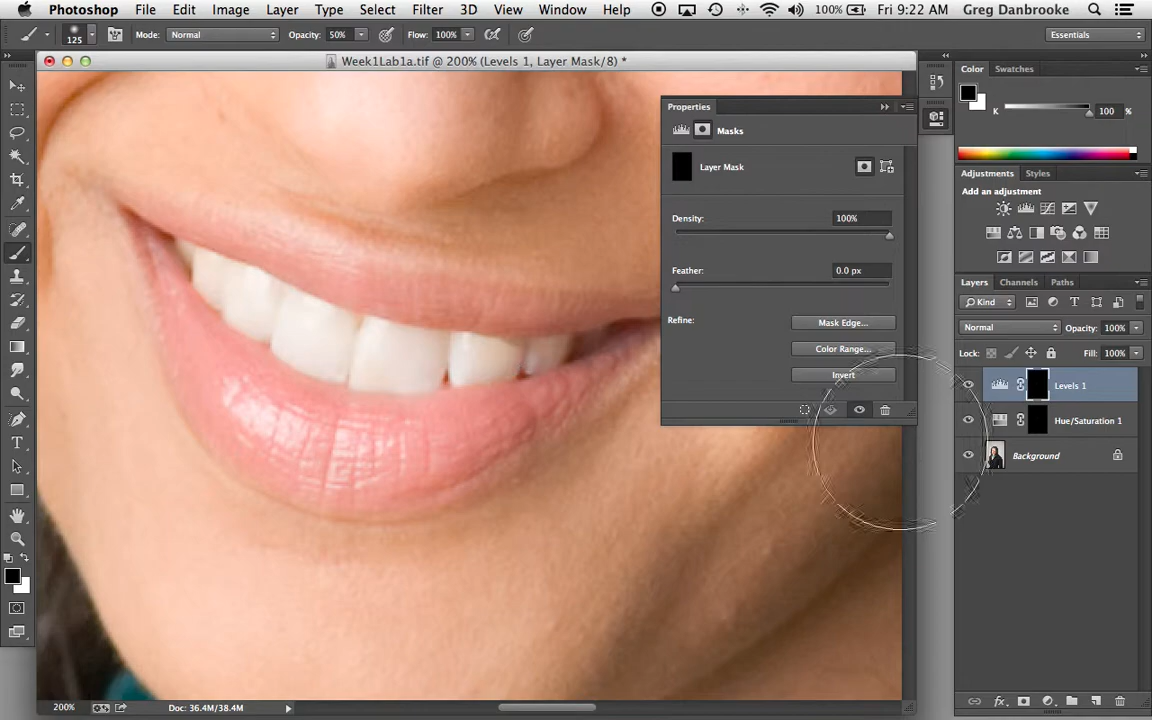 Photoshop File Edit Image Layer Type Select Filter 3D View Window Help 100% Fri 9:22 AM Greg Danbrooke
125 Mode: Normal Opacity: 50% Flow: 100% Essentials
Week1Lab1a.tif @ 200% (Levels 1, Layer Mask/8) *
Color Swatches
K 100 %
Properties
Masks
Layer Mask
Density: 100%
Feather: 0.0 px
Refine: Mask Edge...
Color Range...
Invert
Adjustments Styles
Add an adjustment
Layers Channels Paths
Kind
Normal Opacity: 100%
Lock: Fill: 100%
Levels 1
Hue/Saturation 1
Background
200% Doc: 36.4M/38.4M